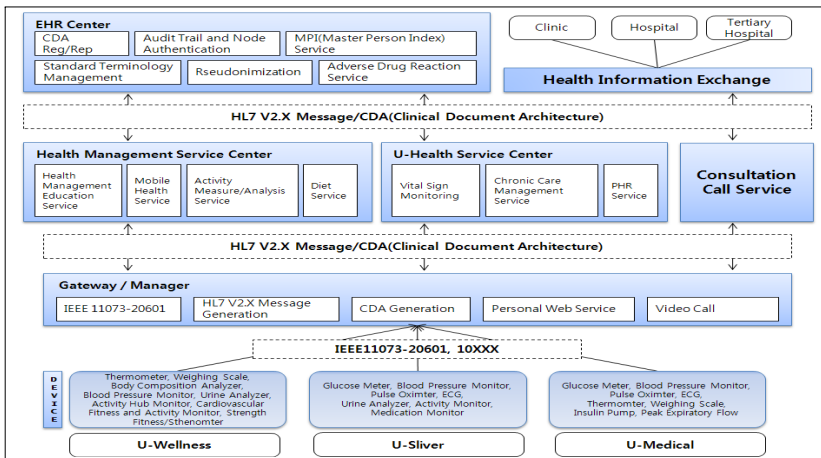 EHR Center
CDA
Reg/Rep
Audit Trail and Node
Authentication
MPI(Master Person Index)
Service
Standard Terminology
Management
Rseudonimization
Adverse Drug Reaction
Service
Clinic
Hospital
Tertiary
Hospital
Health Information Exchange
HL7 V2.X Message/CDA(Clinical Document Architecture)
Health Management Service Center
Health
Management
Education
Service
Mobile
Health
Service
Activity
Measure/Analysis
Service
Diet
Service
U-Health Service Center
Vital Sign
Monitoring
Chronic Care
Management
Service
PHR
Service
Consultation
Call Service
HL7 V2.X Message/CDA(Clinical Document Architecture)
Gateway / Manager
IEEE 11073-20601
HL7 V2.X Message
Generation
CDA Generation
Personal Web Service
Video Call
IEEE11073-20601, 10XXX
DEVICE
Thermometer, Weighing Scale,
Body Composition Analyzer,
Blood Pressure Monitor, Urine Analyzer,
Activity Hub Monitor, Cardiovascular
Fitness and Activity Monitor, Strength
Fitness/Sthenomter
Glucose Meter, Blood Pressure Monitor,
Pulse Oximter, ECG,
Urine Analyzer, Activity Monitor,
Medication Monitor
Glucose Meter, Blood Pressure Monitor,
Pulse Oximter, ECG,
Thermomter, Weighing Scale,
Insulin Pump, Peak Expiratory Flow
U-Wellness
U-Sliver
U-Medical